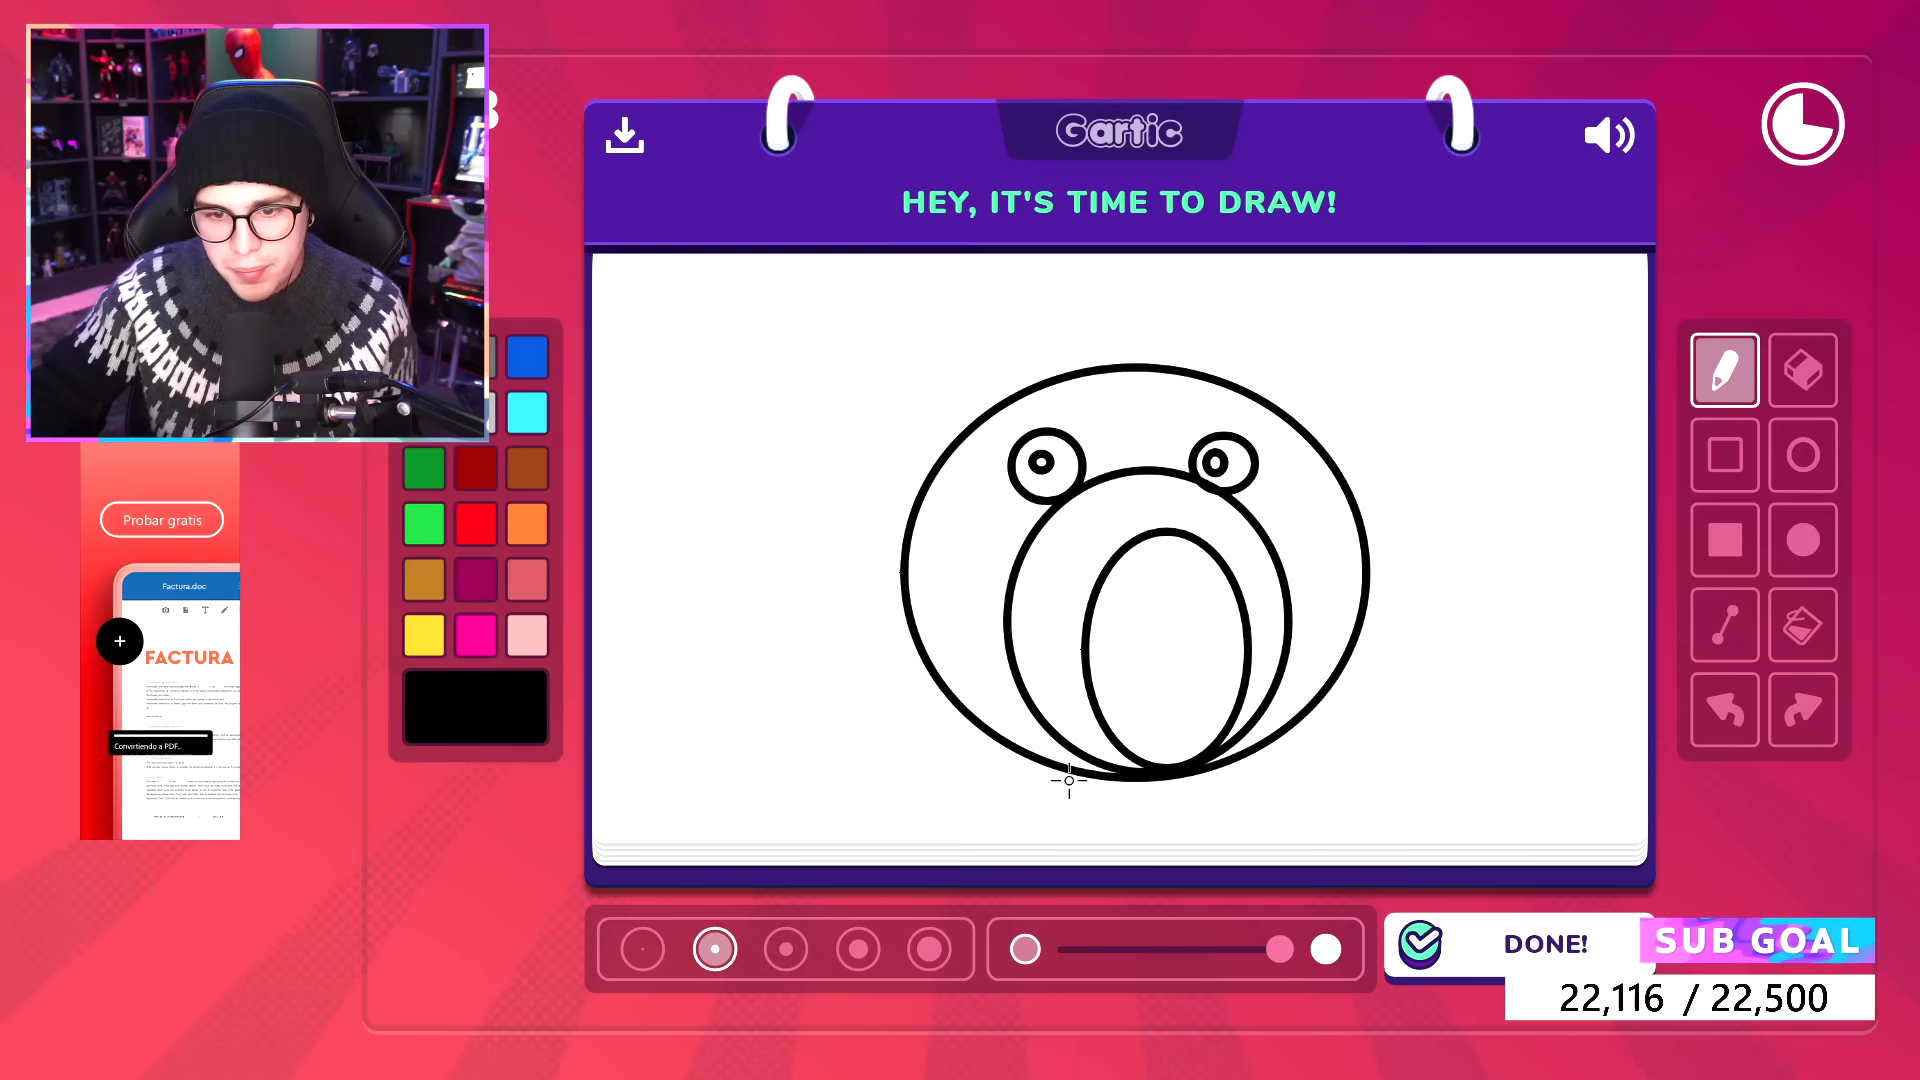 Gartic
HEY, IT'S TIME TO DRAW!
Probar gratis
Factura.doc
FACTURA
Convirtiendo a PDF...
DONE!
SUB GOAL
22,116 / 22,500